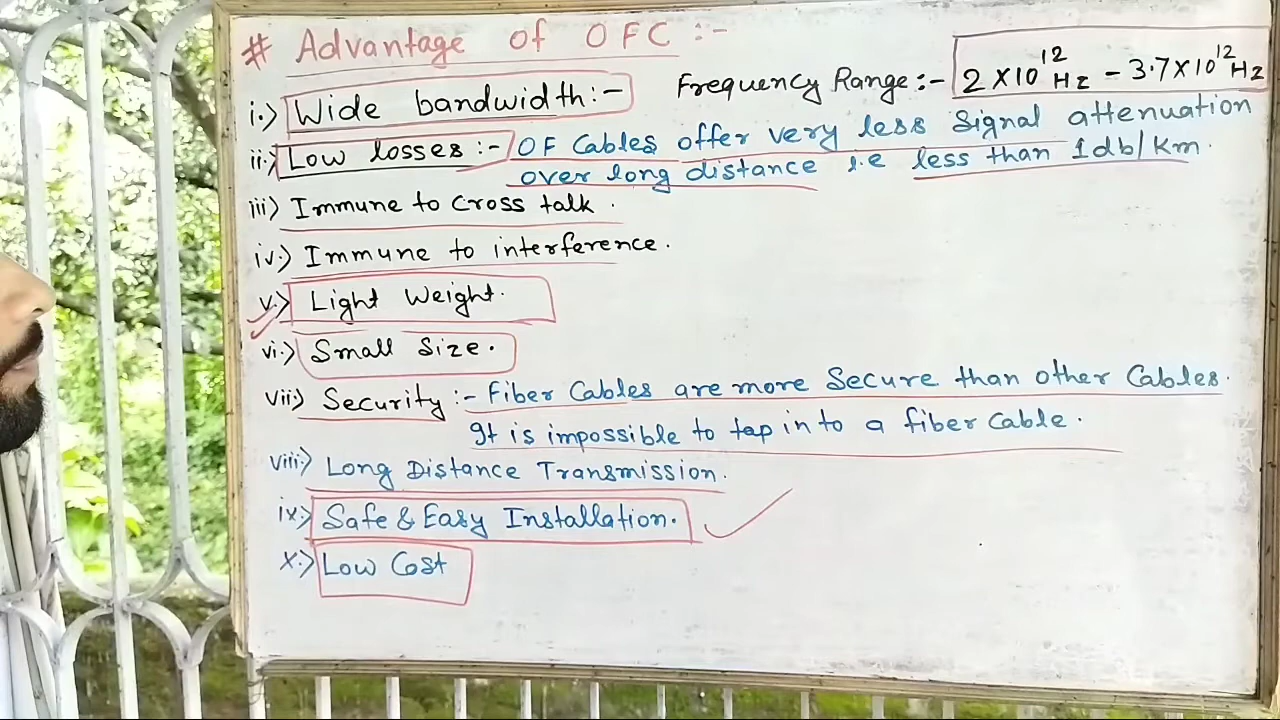 # Advantage of OFC :-
i.) Wide bandwidth :- Frequency Range :- 2 X10¹² Hz - 3.7X10¹² Hz
ii.) Low losses :- OF Cables offer very less Signal attenuation
over long distance i.e less than 1db/Km.
iii) Immune to Cross talk .
iv.) Immune to interference.
v.) Light Weight.
vi.) Small Size.
vii.) Security :- Fiber Cables are more Secure than other Cables.
It is impossible to tap in to a fiber Cable.
viii.) Long Distance Transmission.
ix.) Safe & Easy Installation.
x.) Low Cost